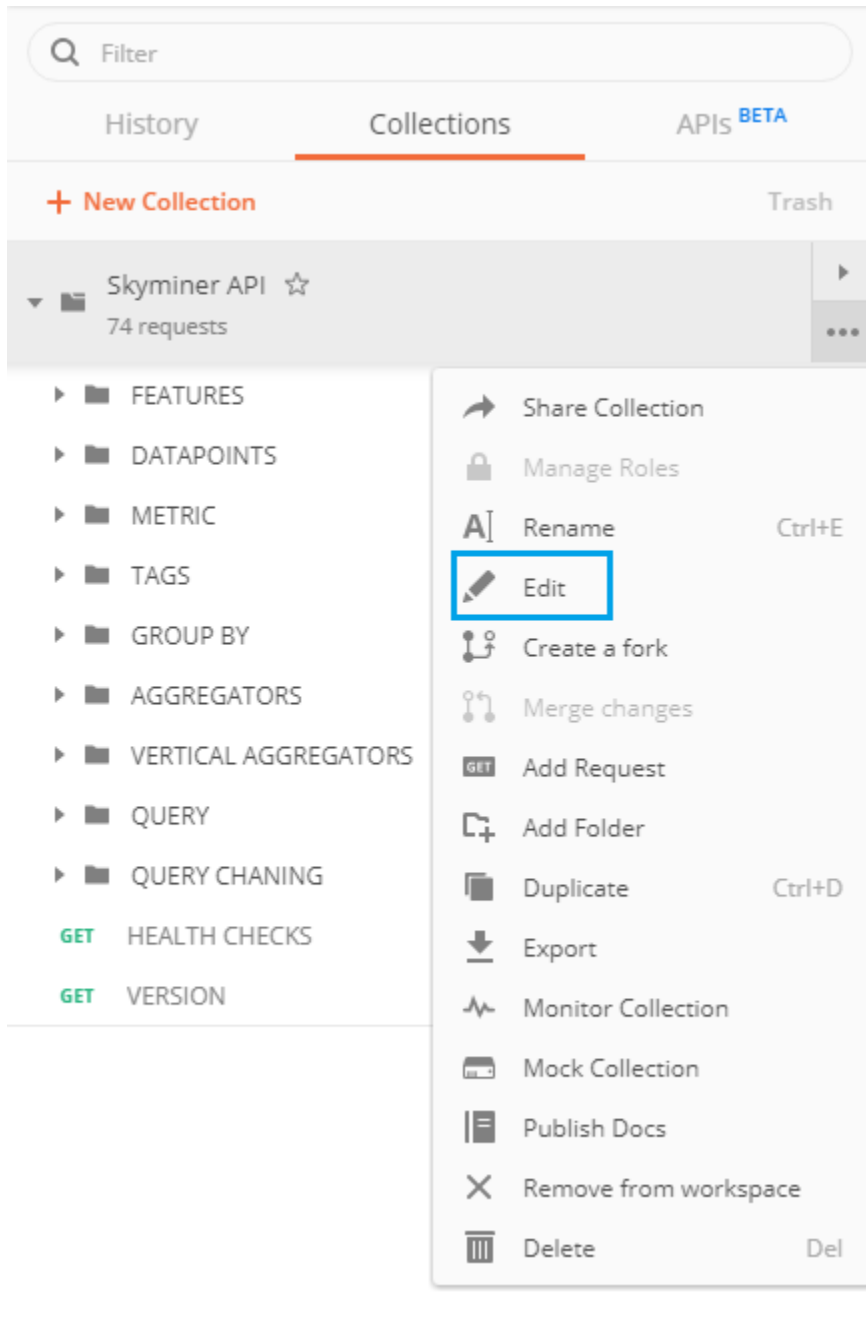 Filter
History Collections APIs BETA
+ New Collection Trash
Skyminer API
74 requests
FEATURES
DATAPOINTS
METRIC
TAGS
GROUP BY
AGGREGATORS
VERTICAL AGGREGATORS
QUERY
QUERY CHANING
GET HEALTH CHECKS
GET VERSION
Share Collection
Manage Roles
Rename Ctrl+E
Edit
Create a fork
Merge changes
GET Add Request
Add Folder
Duplicate Ctrl+D
Export
Monitor Collection
Mock Collection
Publish Docs
Remove from workspace
Delete Del